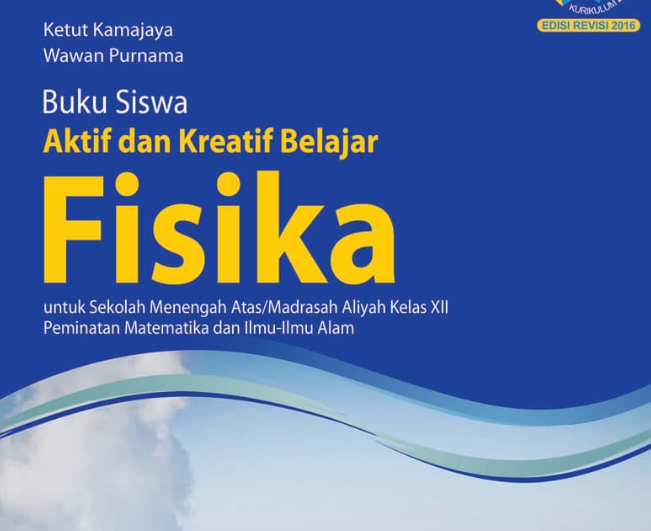 Ketut Kamajaya
Wawan Purnama
KURIKULUM
EDISI REVISI 2016
Buku Siswa
Aktif dan Kreatif Belajar
Fisika
untuk Sekolah Menengah Atas/Madrasah Aliyah Kelas XII
Peminatan Matematika dan Ilmu-Ilmu Alam